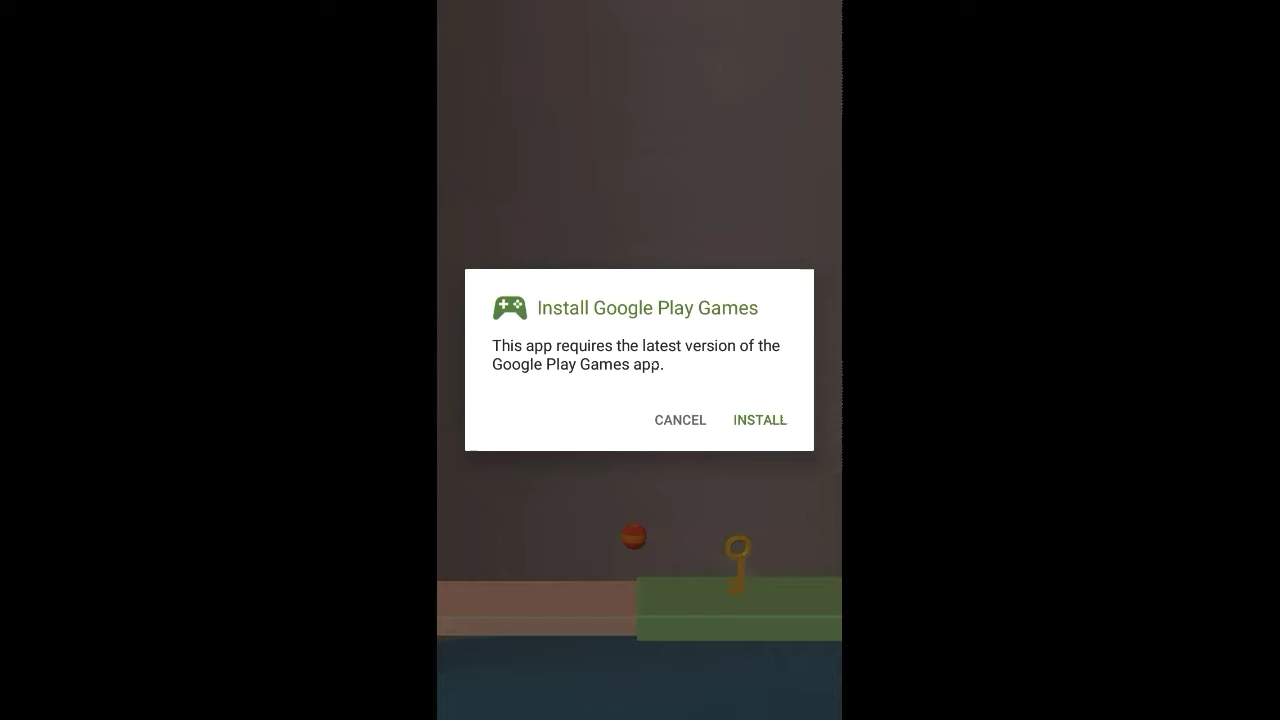 Install Google Play Games
This app requires the latest version of the
Google Play Games app.
CANCEL INSTALL